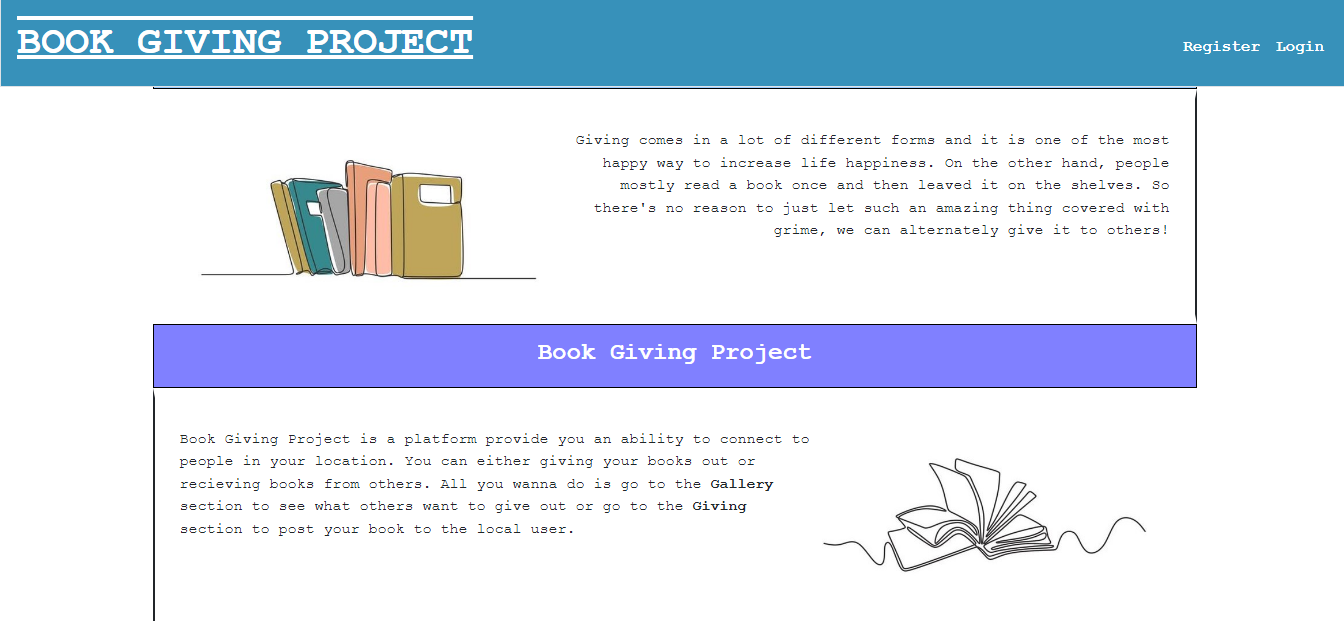 BOOK GIVING PROJECT
Register Login
Giving comes in a lot of different forms and it is one of the most
happy way to increase life happiness. On the other hand, people
mostly read a book once and then leaved it on the shelves. So
there's no reason to just let such an amazing thing covered with
grime, we can alternately give it to others!
Book Giving Project
Book Giving Project is a platform provide you an ability to connect to
people in your location. You can either giving your books out or
recieving books from others. All you wanna do is go to the Gallery
section to see what others want to give out or go to the Giving
section to post your book to the local user.